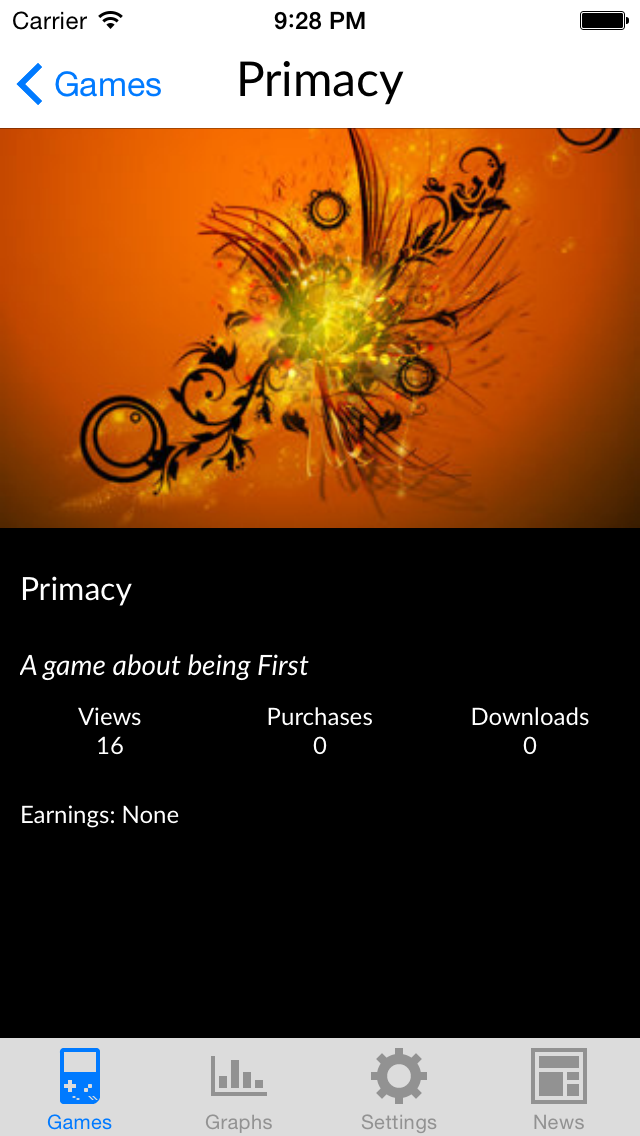 Carrier 9:28 PM
Games Primacy
Primacy
A game about being First
Views Purchases Downloads
16 0 0
Earnings: None
Games Graphs Settings News